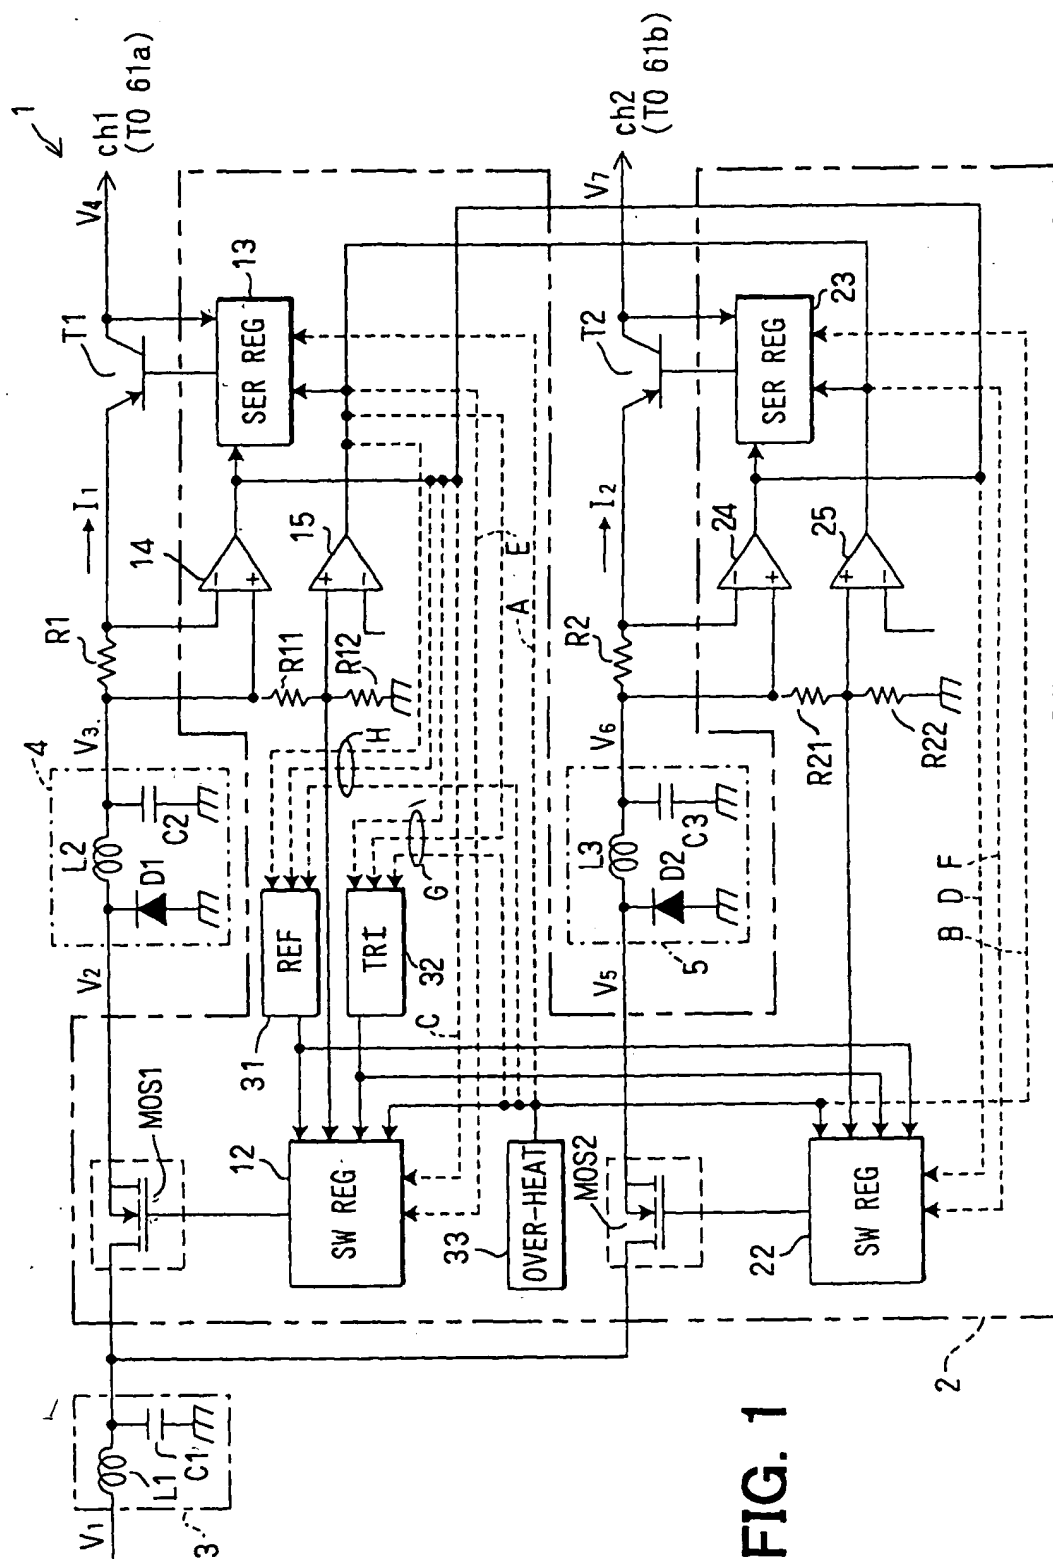 1
ch1
(TO 61a)
V4
T1
13
SER REG
I1
R1
14
15
R11
R12
V3
4
L2
C2
D1
V2
H
G
E
A
C
REF
31
TRI
32
MOS1
12
SW REG
33
OVER-HEAT
V1
L1
C1
3
ch2
(TO 61b)
V7
T2
23
SER REG
I2
R2
24
25
R21
R22
V6
L3
C3
D2
5
V5
B
D
F
MOS2
22
SW REG
2
FIG. 1